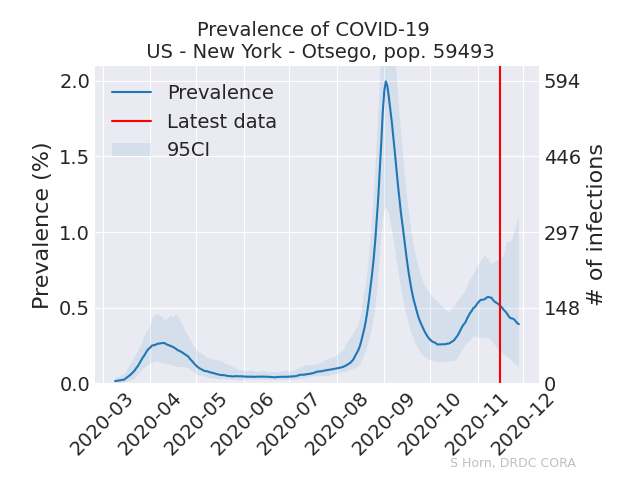 Prevalence of COVID-19
US - New York - Otsego, pop. 59493
Prevalence
Latest data
95CI
Prevalence (%)
2.0
1.5
1.0
0.5
0.0
# of infections
594
446
297
148
0
2020-03
2020-04
2020-05
2020-06
2020-07
2020-08
2020-09
2020-10
2020-11
2020-12
S Horn, DRDC CORA